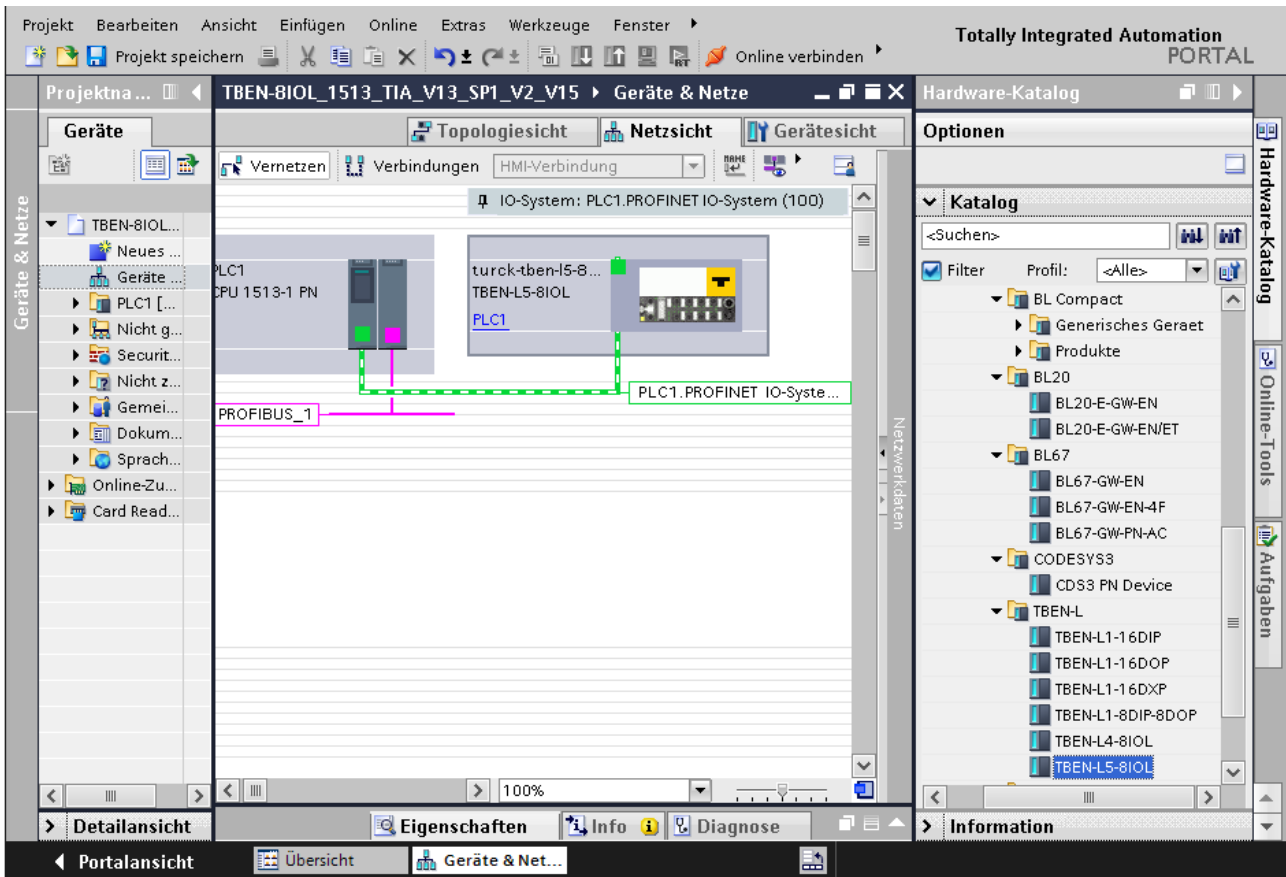 Projekt Bearbeiten Ansicht Einfügen Online Extras Werkzeuge Fenster
Totally Integrated Automation
PORTAL
Projekt speichern
RT
Online verbinden
Projektna...
TBEN-8IOL_1513_TIA_V13_SP1_V2_V15 Geräte & Netze
Hardware-Katalog
Geräte
Topologiesicht
Netzsicht
Gerätesicht
Optionen
Vernetzen
Verbindungen
HMI-Verbindung
IO-System: PLC1.PROFINET IO-System (100)
Katalog
<Suchen>
Filter
Profil:
<Alle>
Geräte & Netze
TBEN-8IOL...
Neues ...
Geräte ...
PLC1 [...
Nicht g...
Securit...
Nicht z...
Gemei...
Dokum...
Sprach...
Online-Zu...
Card Read...
PLC1
CPU 1513-1 PN
turck-tben-l5-8...
TBEN-L5-8IOL
PLC1
PLC1.PROFINET IO-Syste...
PROFIBUS_1
Netzwerkdaten
BL Compact
Generisches Geraet
Produkte
BL20
BL20-E-GW-EN
BL20-E-GW-EN/ET
BL67
BL67-GW-EN
BL67-GW-EN-4F
BL67-GW-PN-AC
CODESYS3
CDS3 PN Device
TBEN-L
TBEN-L1-16DIP
TBEN-L1-16DOP
TBEN-L1-16DXP
TBEN-L1-8DIP-8DOP
TBEN-L4-8IOL
TBEN-L5-8IOL
Hardware-Katalog
Online-Tools
Aufgaben
100%
Detailansicht
Eigenschaften
Info
Diagnose
Information
Portalansicht
Übersicht
Geräte & Net...